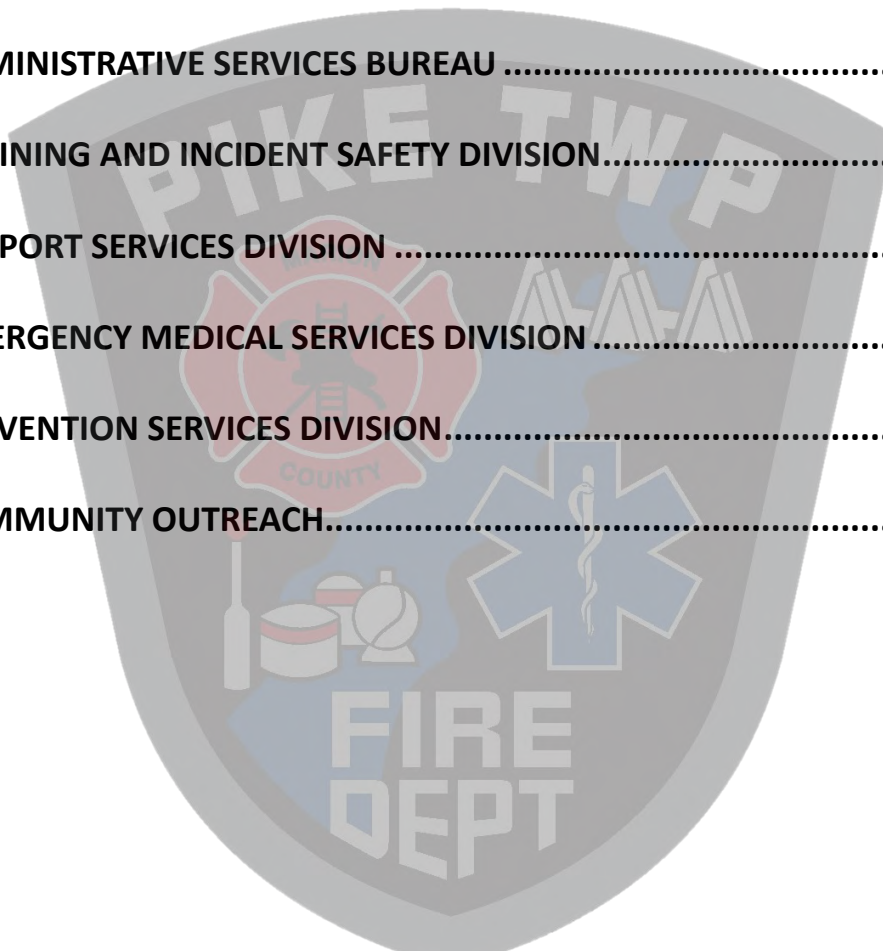 MINISTRATIVE SERVICES BUREAU ........................................
PIKE TWP
INING AND INCIDENT SAFETY DIVISION..............................
PORT SERVICES DIVISION ...................................................
ERGENCY MEDICAL SERVICES DIVISION ..............................
VENTION SERVICES DIVISION..............................................
COUNTY
MMUNITY OUTREACH.........................................................
FIRE
DEPT